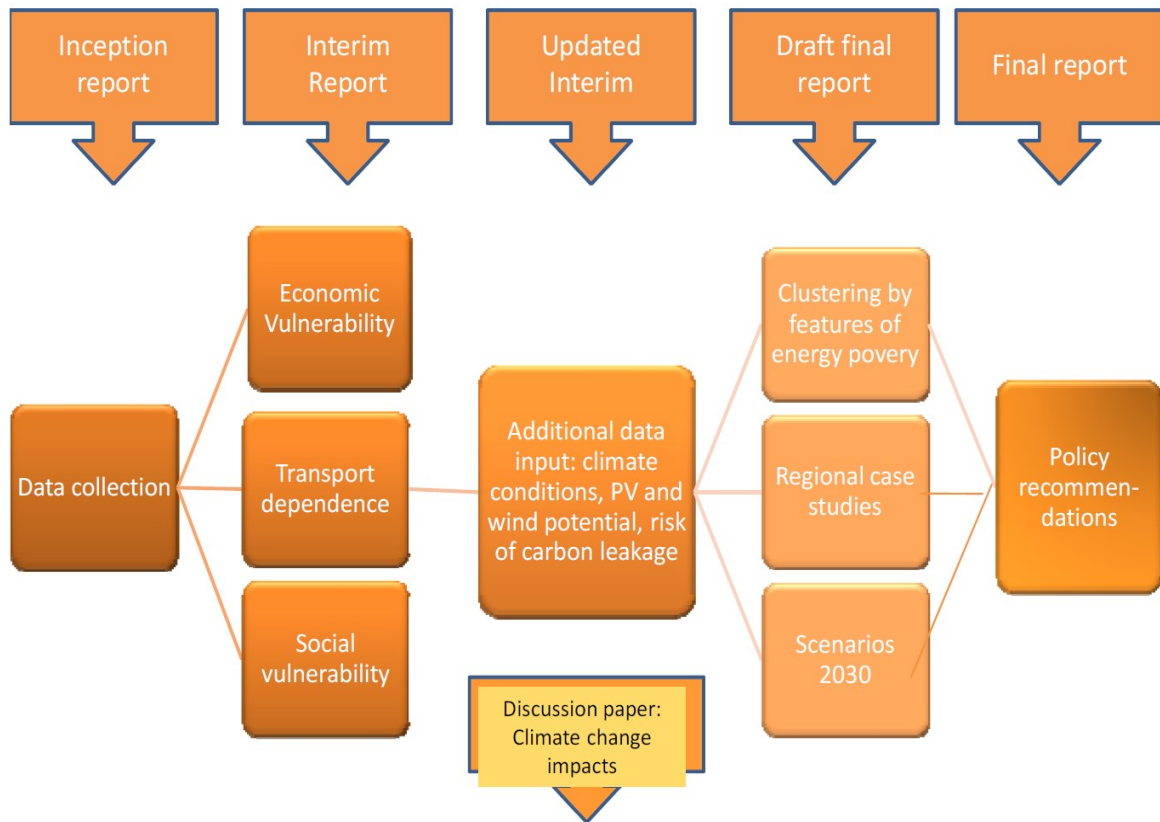 Inception
report
Interim
Report
Updated
Interim
Draft final
report
Final report
Data collection
Economic
Vulnerability
Transport
dependence
Social
vulnerability
Additional data
input: climate
conditions, PV and
wind potential, risk
of carbon leakage
Discussion paper:
Climate change
impacts
Clustering by
features of
energy povery
Regional case
studies
Scenarios
2030
Policy
recommen-
dations